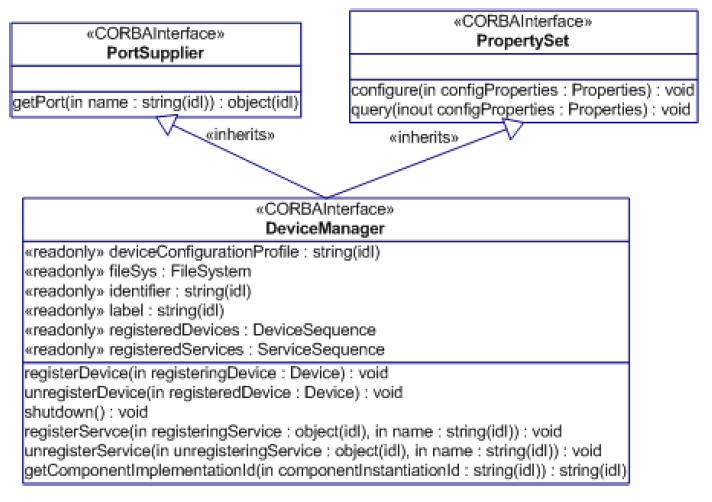 «CORBAInterface»
PortSupplier
getPort(in name : string(idl)) : object(idl)
«CORBAInterface»
PropertySet
configure(in configProperties : Properties) : void
query(inout configProperties : Properties) : void
«inherits»
«inherits»
«CORBAInterface»
DeviceManager
«readonly» deviceConfigurationProfile : string(idl)
«readonly» fileSys : FileSystem
«readonly» identifier : string(idl)
«readonly» label : string(idl)
«readonly» registeredDevices : DeviceSequence
«readonly» registeredServices : ServiceSequence
registerDevice(in registeringDevice : Device) : void
unregisterDevice(in registeredDevice : Device) : void
shutdown() : void
registerServce(in registeringService : object(idl), in name : string(idl)) : void
unregisterService(in unregisteringService : object(idl), in name : string(idl)) : void
getComponentImplementationId(in componentInstantiationId : string(idl)) : string(idl)